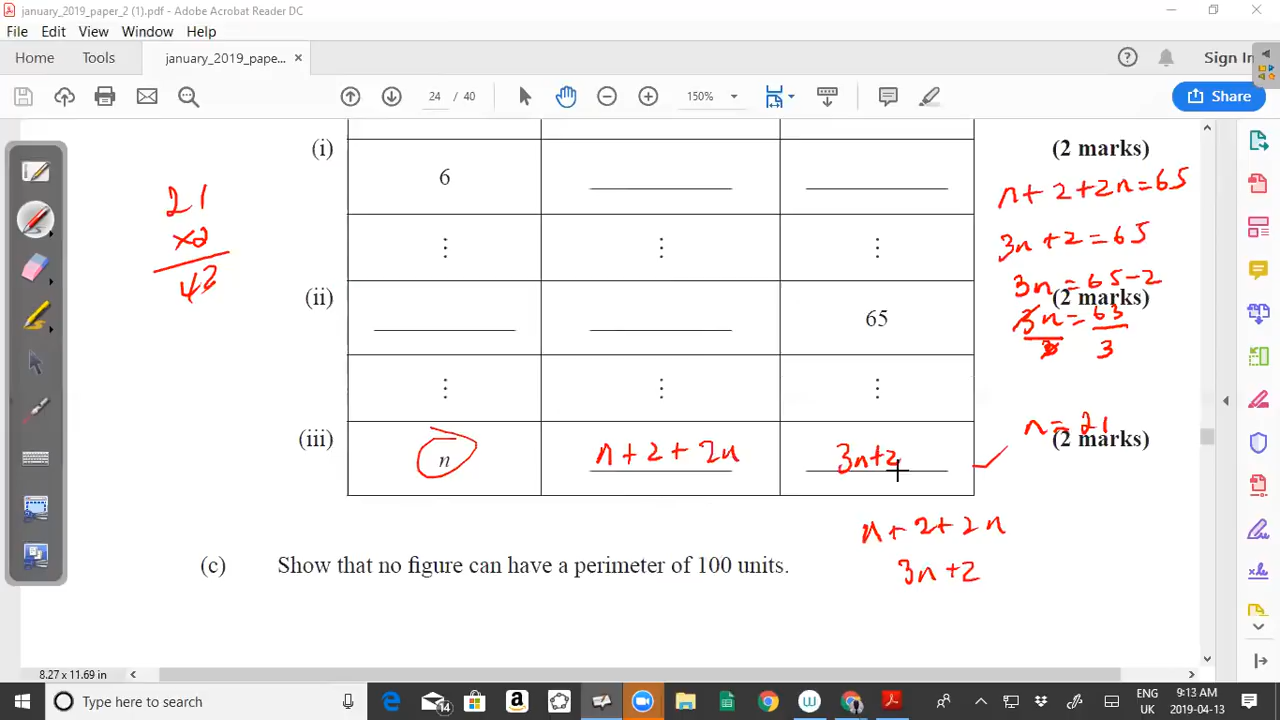 january_2019_paper_2 (1).pdf - Adobe Acrobat Reader DC
File Edit View Window Help
Home Tools january_2019_pape... × Sign In
24 / 40 150% Share
(i) 6 (2 marks)
21
×2
42
n+2+2n=65
3n+2=65
3n=65-2
(ii) 65 (2 marks)
3n=63
3 3
n=21
(iii) n n+2+2n 3n+2 (2 marks)
n+2+2n
3n+2
(c) Show that no figure can have a perimeter of 100 units.
8.27 x 11.69 in
Type here to search 14 ENG 9:13 AM
UK 2019-04-13